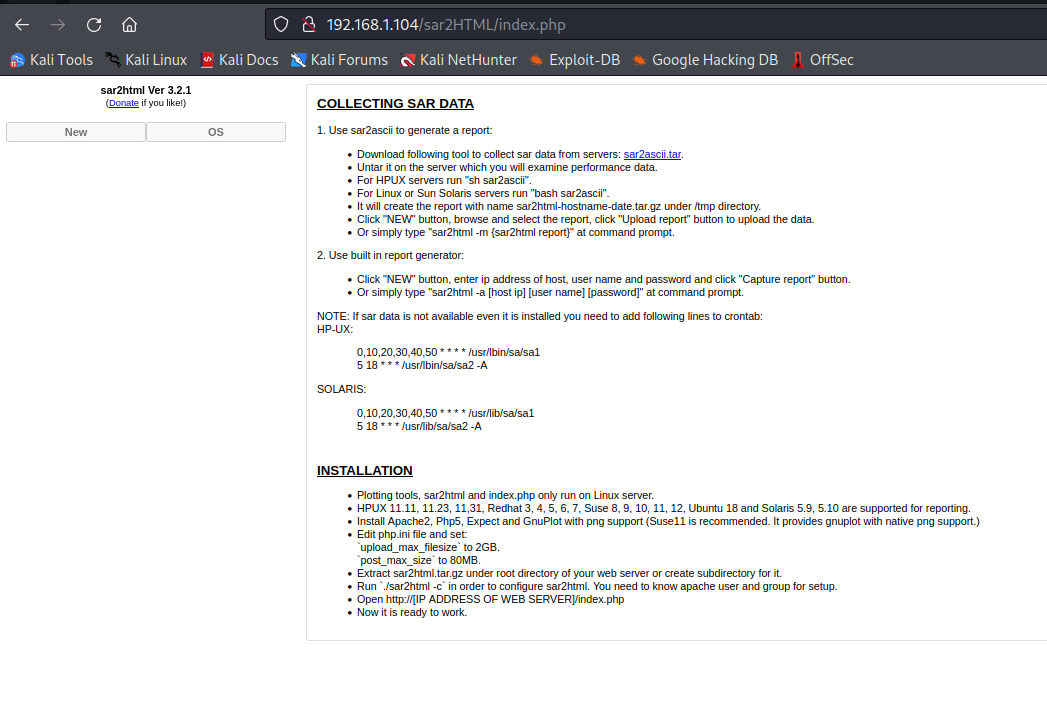 192.168.1.104/sar2HTML/index.php
Kali Tools Kali Linux Kali Docs Kali Forums Kali NetHunter Exploit-DB Google Hacking DB OffSec
sar2html Ver 3.2.1
(Donate if you like!)
New OS
COLLECTING SAR DATA
1. Use sar2ascii to generate a report:
• Download following tool to collect sar data from servers: sar2ascii.tar.
• Untar it on the server which you will examine performance data.
• For HPUX servers run "sh sar2ascii".
• For Linux or Sun Solaris servers run "bash sar2ascii".
• It will create the report with name sar2html-hostname-date.tar.gz under /tmp directory.
• Click "NEW" button, browse and select the report, click "Upload report" button to upload the data.
• Or simply type "sar2html -m {sar2html report}" at command prompt.
2. Use built in report generator:
• Click "NEW" button, enter ip address of host, user name and password and click "Capture report" button.
• Or simply type "sar2html -a [host ip] [user name] [password]" at command prompt.
NOTE: If sar data is not available even it is installed you need to add following lines to crontab:
HP-UX:
0,10,20,30,40,50 * * * * /usr/lbin/sa/sa1
5 18 * * * /usr/lbin/sa/sa2 -A
SOLARIS:
0,10,20,30,40,50 * * * * /usr/lib/sa/sa1
5 18 * * * /usr/lib/sa/sa2 -A
INSTALLATION
• Plotting tools, sar2html and index.php only run on Linux server.
• HPUX 11.11, 11.23, 11,31, Redhat 3, 4, 5, 6, 7, Suse 8, 9, 10, 11, 12, Ubuntu 18 and Solaris 5.9, 5.10 are supported for reporting.
• Install Apache2, Php5, Expect and GnuPlot with png support (Suse11 is recommended. It provides gnuplot with native png support.)
• Edit php.ini file and set:
`upload_max_filesize` to 2GB.
`post_max_size` to 80MB.
• Extract sar2html.tar.gz under root directory of your web server or create subdirectory for it.
• Run `./sar2html -c` in order to configure sar2html. You need to know apache user and group for setup.
• Open http://[IP ADDRESS OF WEB SERVER]/index.php
• Now it is ready to work.